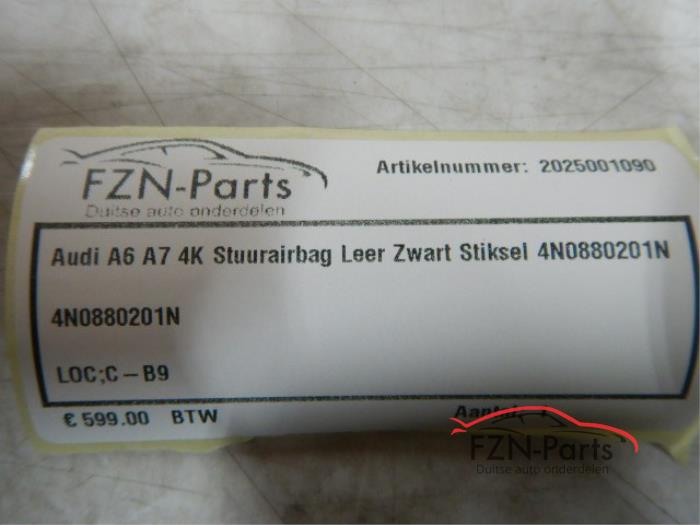 FZN-Parts
Duitse auto onderdelen
Artikelnummer: 2025001090
Audi A6 A7 4K Stuurairbag Leer Zwart Stiksel 4N0880201N
4N0880201N
LOC;C-B9
€ 599.00 BTW
FZN-Parts
Duitse auto onderdelen